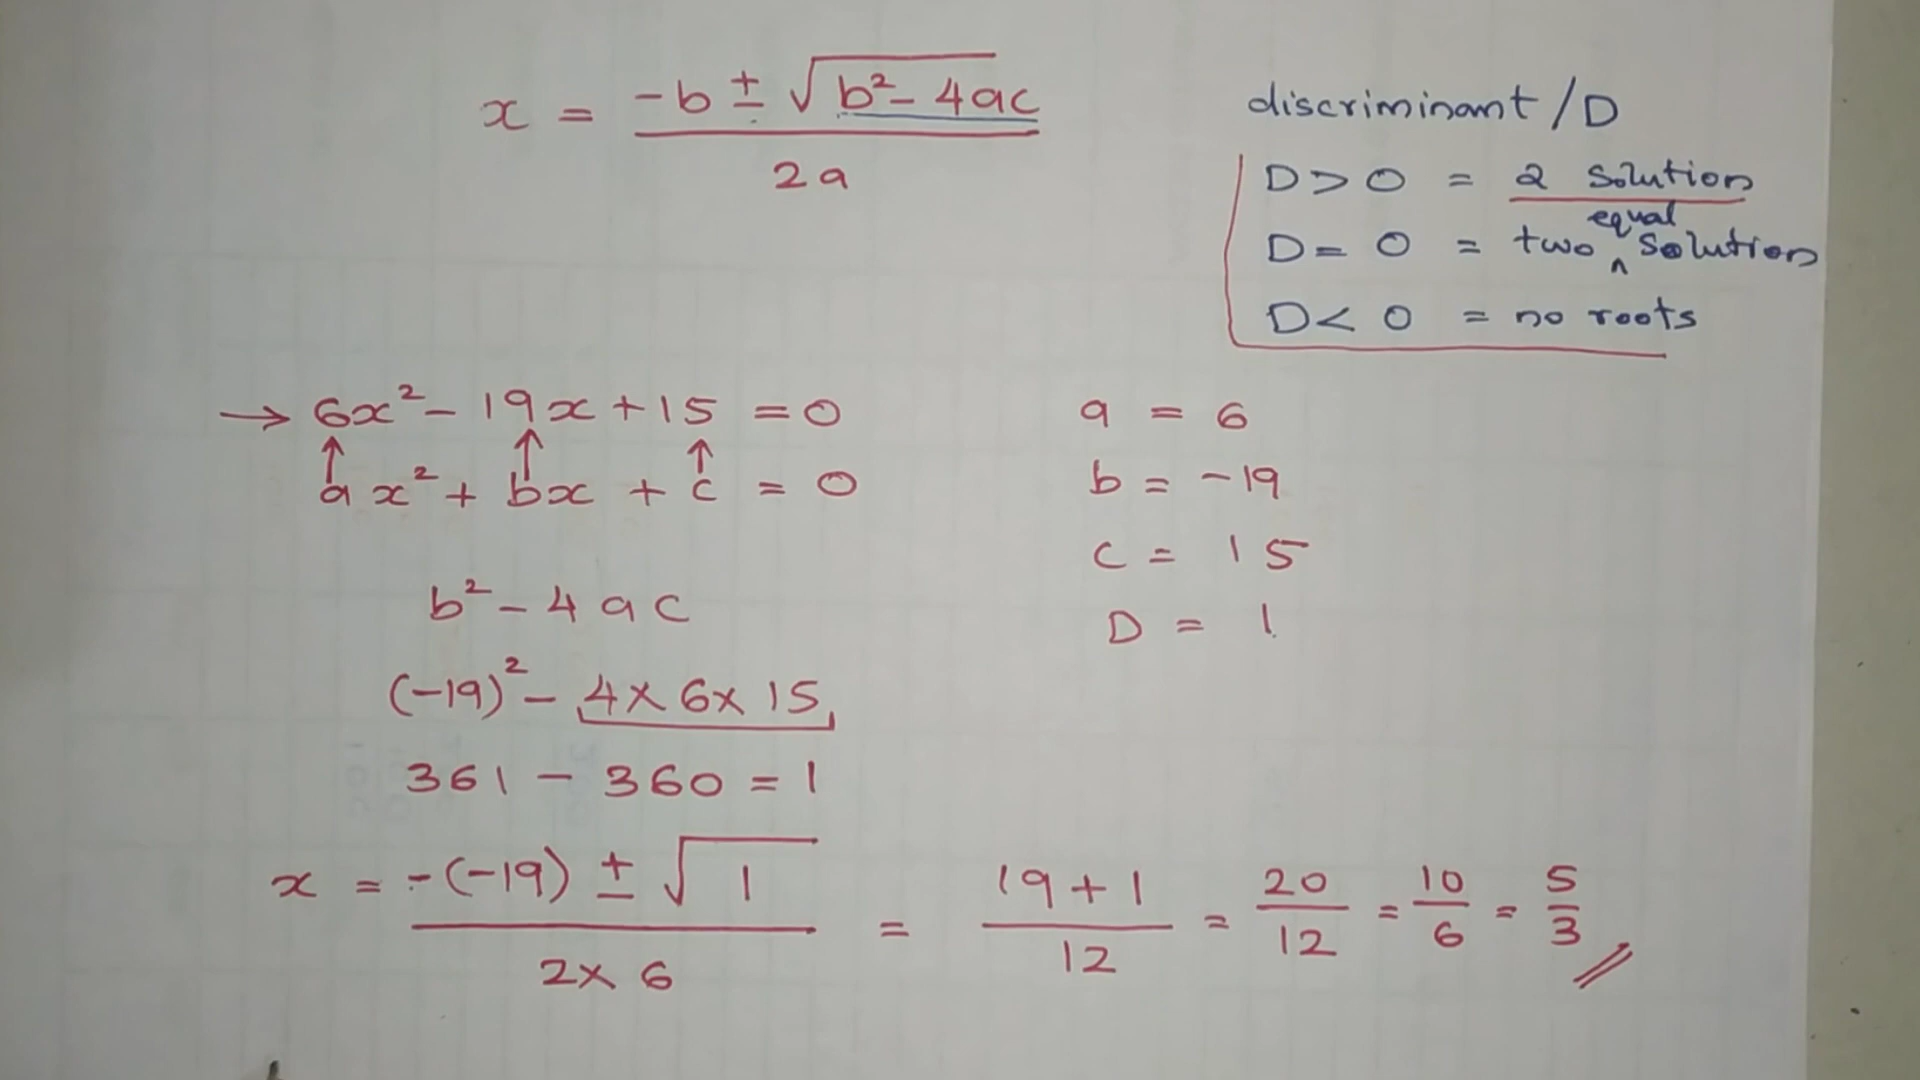 x = -b ± √b² - 4ac
2a
discriminant / D
D > 0 = 2 solution
D = 0 = two equal solution
D < 0 = no roots
→ 6x² - 19x + 15 = 0
ax² + bx + c = 0
a = 6
b = -19
c = 15
D = 1
b² - 4ac
(-19)² - 4 × 6 × 15
361 - 360 = 1
x = -(-19) ± √1 / 2 × 6 = 19 + 1 / 12 = 20/12 = 10/6 = 5/3 //